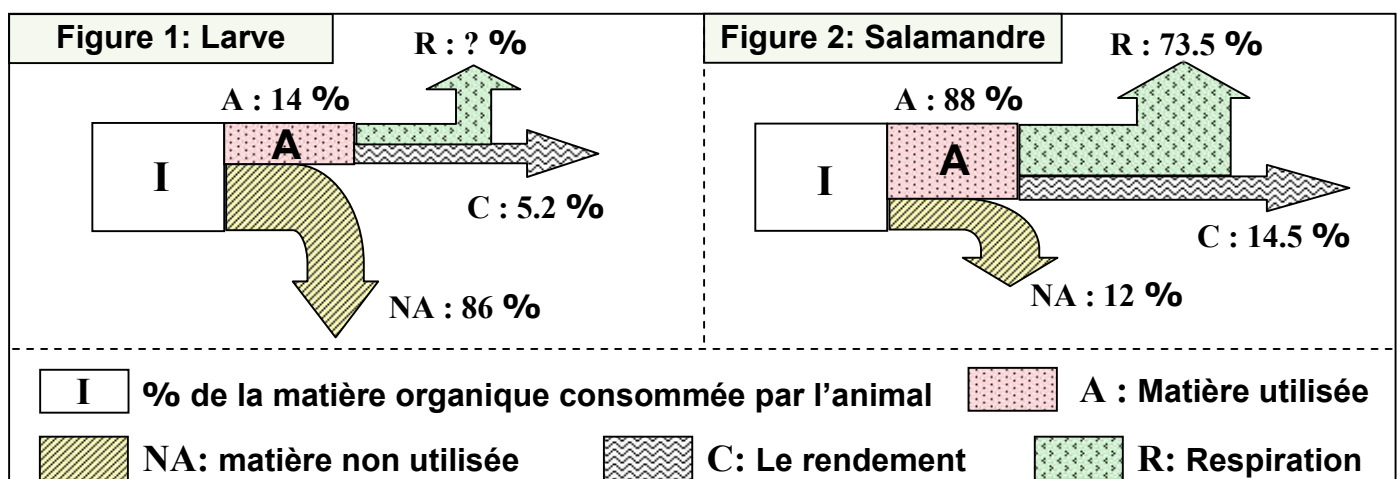 Figure 1: Larve
R : ? %
A : 14 %
A
I
C : 5.2 %
NA : 86 %
Figure 2: Salamandre
R : 73.5 %
A : 88 %
A
I
C : 14.5 %
NA : 12 %
I % de la matière organique consommée par l'animal A : Matière utilisée
NA: matière non utilisée C: Le rendement R: Respiration